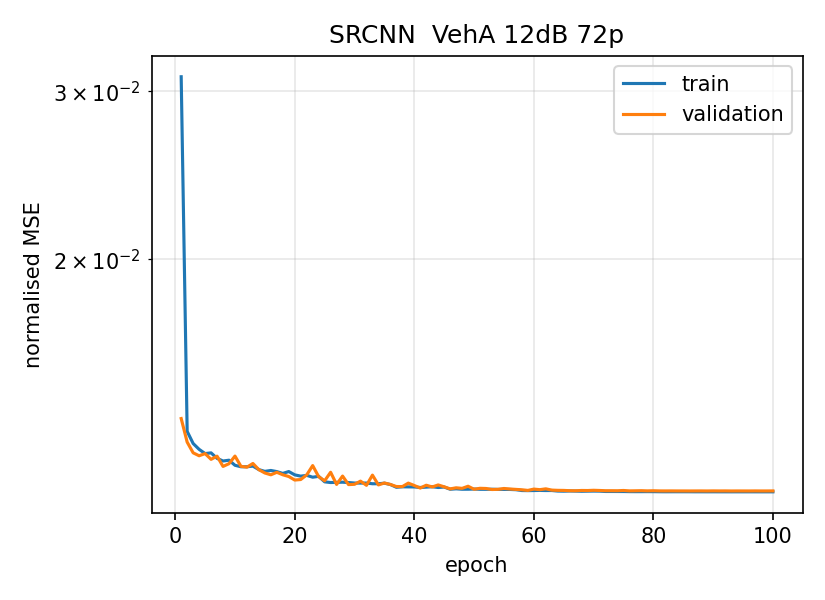 SRCNN  VehA 12dB 72p
train
validation
normalised MSE
3 × 10⁻²
2 × 10⁻²
0 20 40 60 80 100
epoch